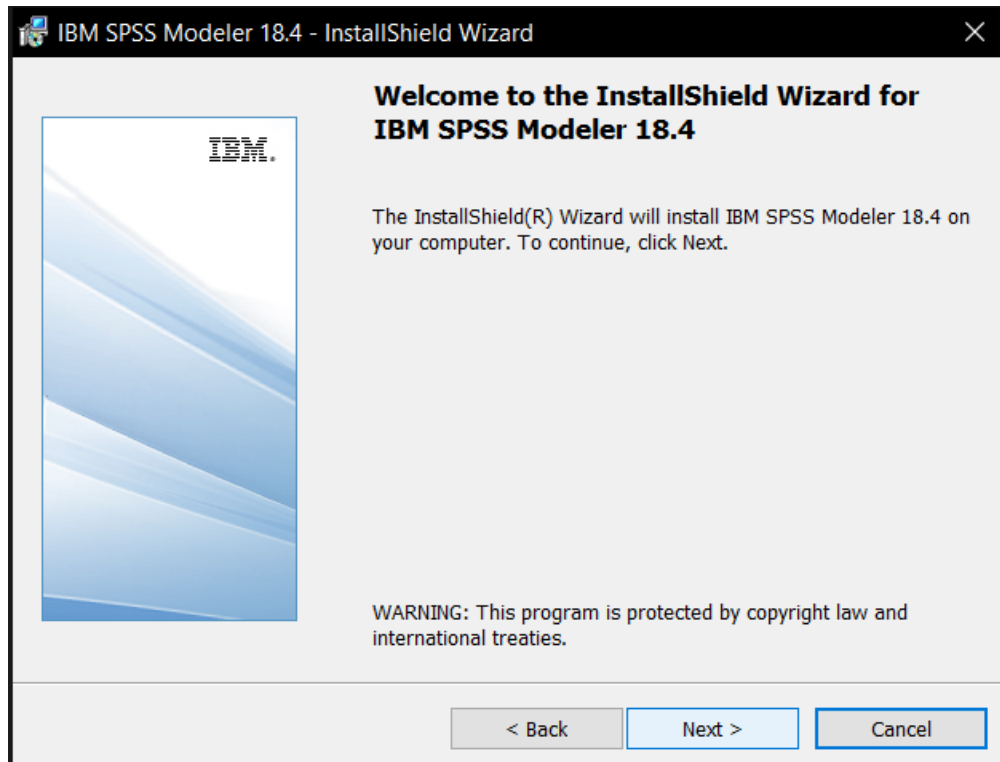 IBM SPSS Modeler 18.4 - InstallShield Wizard
Welcome to the InstallShield Wizard for
IBM SPSS Modeler 18.4
IBM.
The InstallShield(R) Wizard will install IBM SPSS Modeler 18.4 on
your computer. To continue, click Next.
WARNING: This program is protected by copyright law and
international treaties.
< Back Next > Cancel